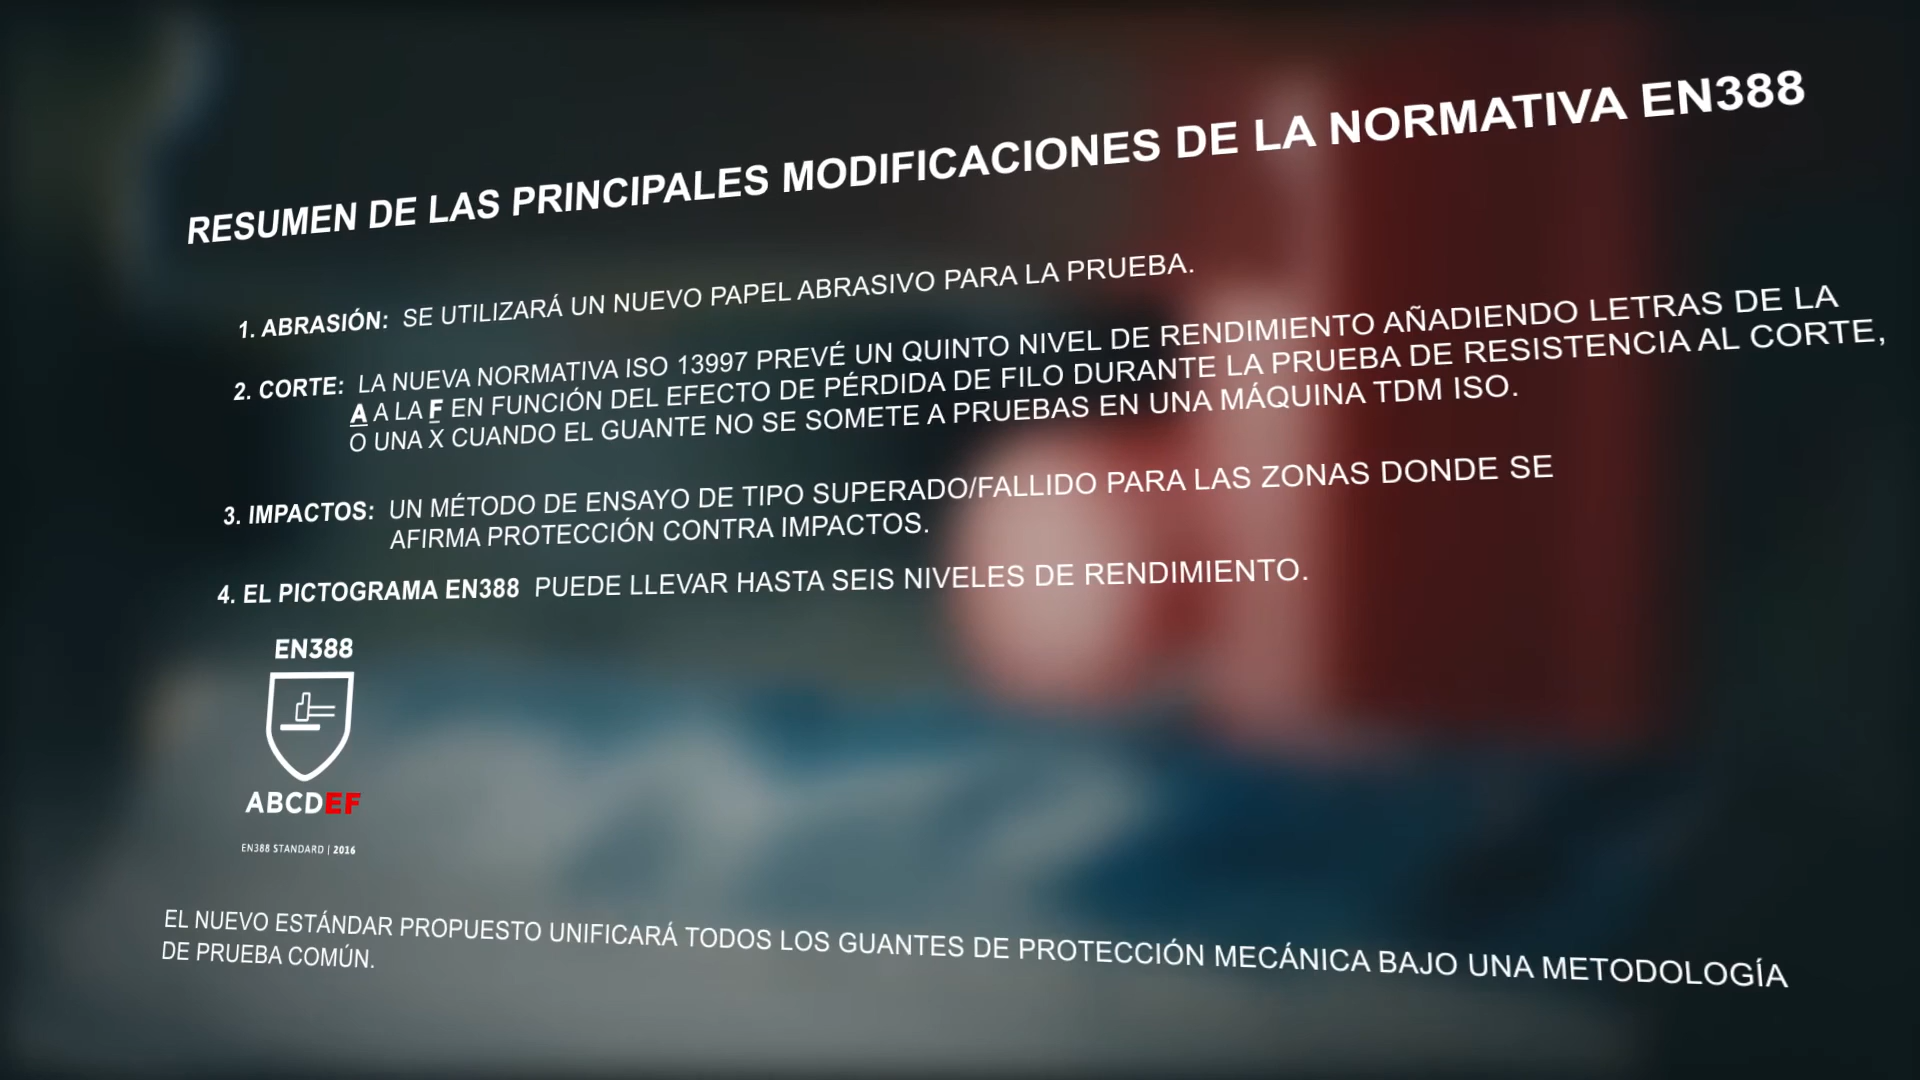 RESUMEN DE LAS PRINCIPALES MODIFICACIONES DE LA NORMATIVA EN388
1. ABRASIÓN: SE UTILIZARÁ UN NUEVO PAPEL ABRASIVO PARA LA PRUEBA.
2. CORTE: LA NUEVA NORMATIVA ISO 13997 PREVÉ UN QUINTO NIVEL DE RENDIMIENTO AÑADIENDO LETRAS DE LA
A A LA F EN FUNCIÓN DEL EFECTO DE PÉRDIDA DE FILO DURANTE LA PRUEBA DE RESISTENCIA AL CORTE,
O UNA X CUANDO EL GUANTE NO SE SOMETE A PRUEBAS EN UNA MÁQUINA TDM ISO.
3. IMPACTOS: UN MÉTODO DE ENSAYO DE TIPO SUPERADO/FALLIDO PARA LAS ZONAS DONDE SE
AFIRMA PROTECCIÓN CONTRA IMPACTOS.
4. EL PICTOGRAMA EN388 PUEDE LLEVAR HASTA SEIS NIVELES DE RENDIMIENTO.
EN388
ABCDEF
EN388 STANDARD | 2016
EL NUEVO ESTÁNDAR PROPUESTO UNIFICARÁ TODOS LOS GUANTES DE PROTECCIÓN MECÁNICA BAJO UNA METODOLOGÍA
DE PRUEBA COMÚN.